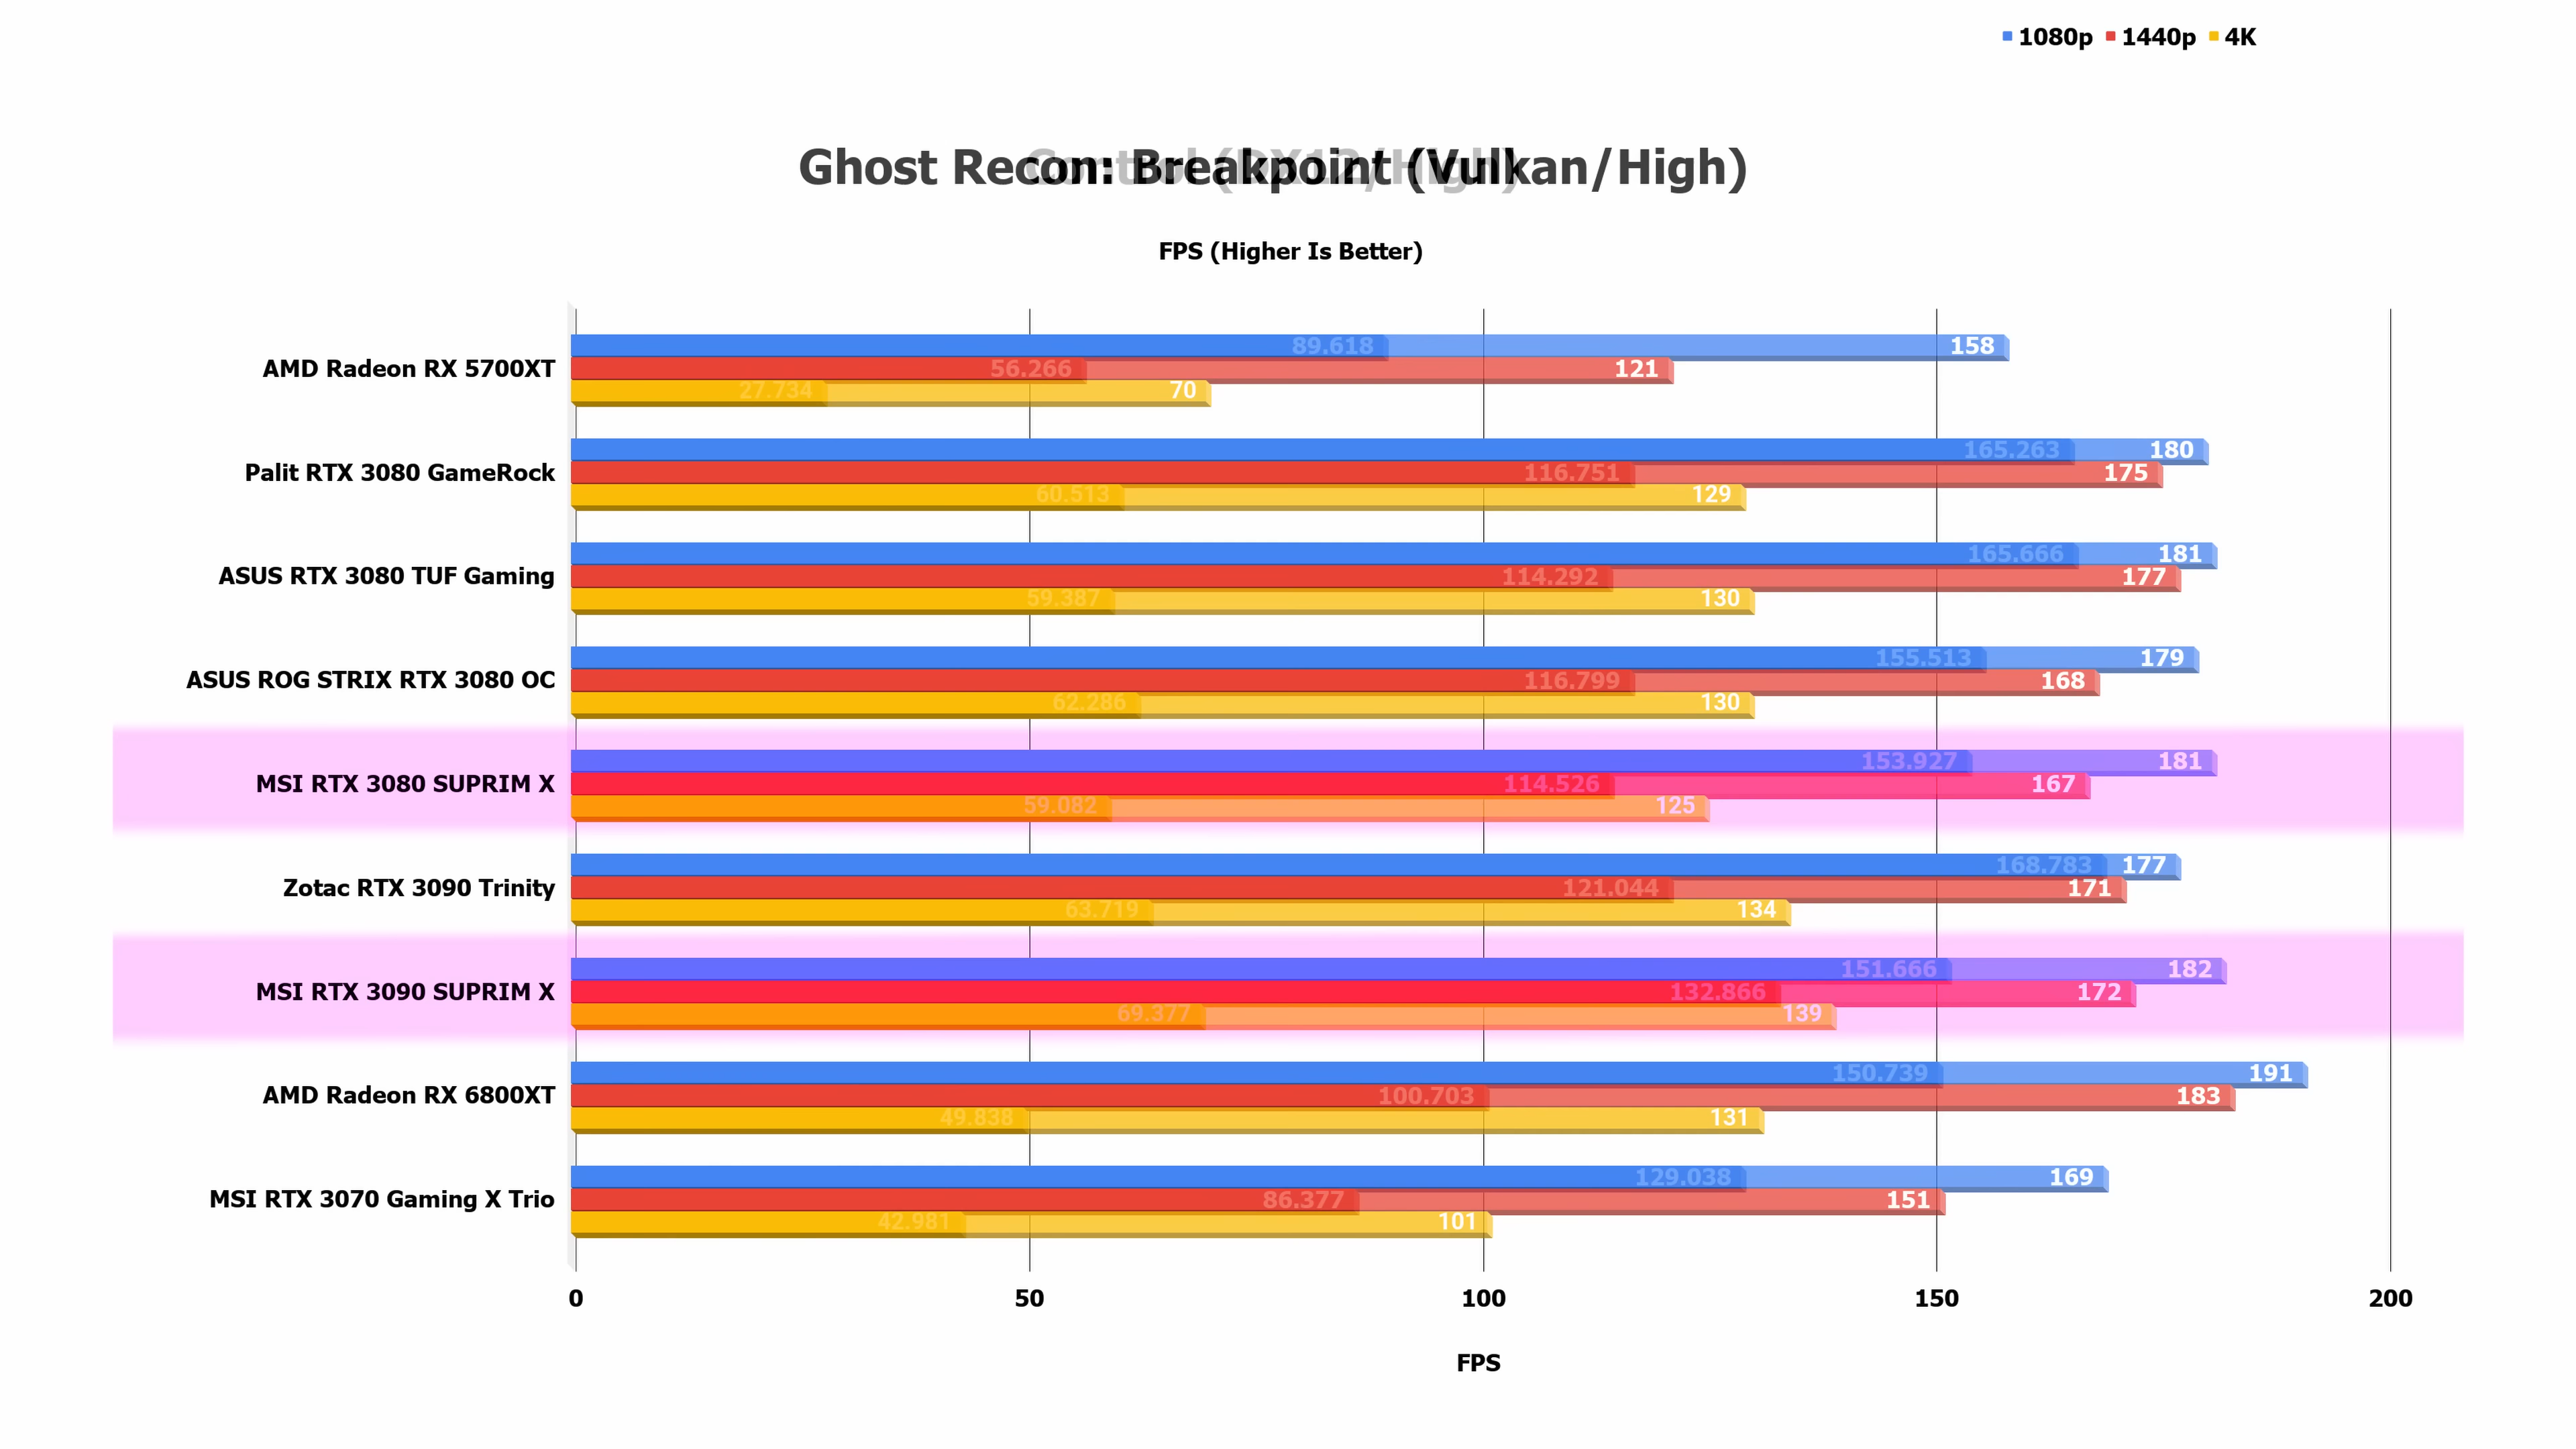 1080p 1440p 4K
Ghost Recon: Breakpoint (Vulkan/High)
Control (DX12/High)
FPS (Higher Is Better)
AMD Radeon RX 5700XT
89.618 158
56.266 121
27.734 70
Palit RTX 3080 GameRock
165.263 180
116.751 175
60.513 129
ASUS RTX 3080 TUF Gaming
165.666 181
114.292 177
59.387 130
ASUS ROG STRIX RTX 3080 OC
155.513 179
116.799 168
62.286 130
MSI RTX 3080 SUPRIM X
153.927 181
114.526 167
59.082 125
Zotac RTX 3090 Trinity
168.783 177
121.044 171
63.719 134
MSI RTX 3090 SUPRIM X
151.666 182
132.866 172
69.377 139
AMD Radeon RX 6800XT
150.739 191
100.703 183
49.838 131
MSI RTX 3070 Gaming X Trio
129.038 169
86.377 151
42.981 101
0 50 100 150 200
FPS